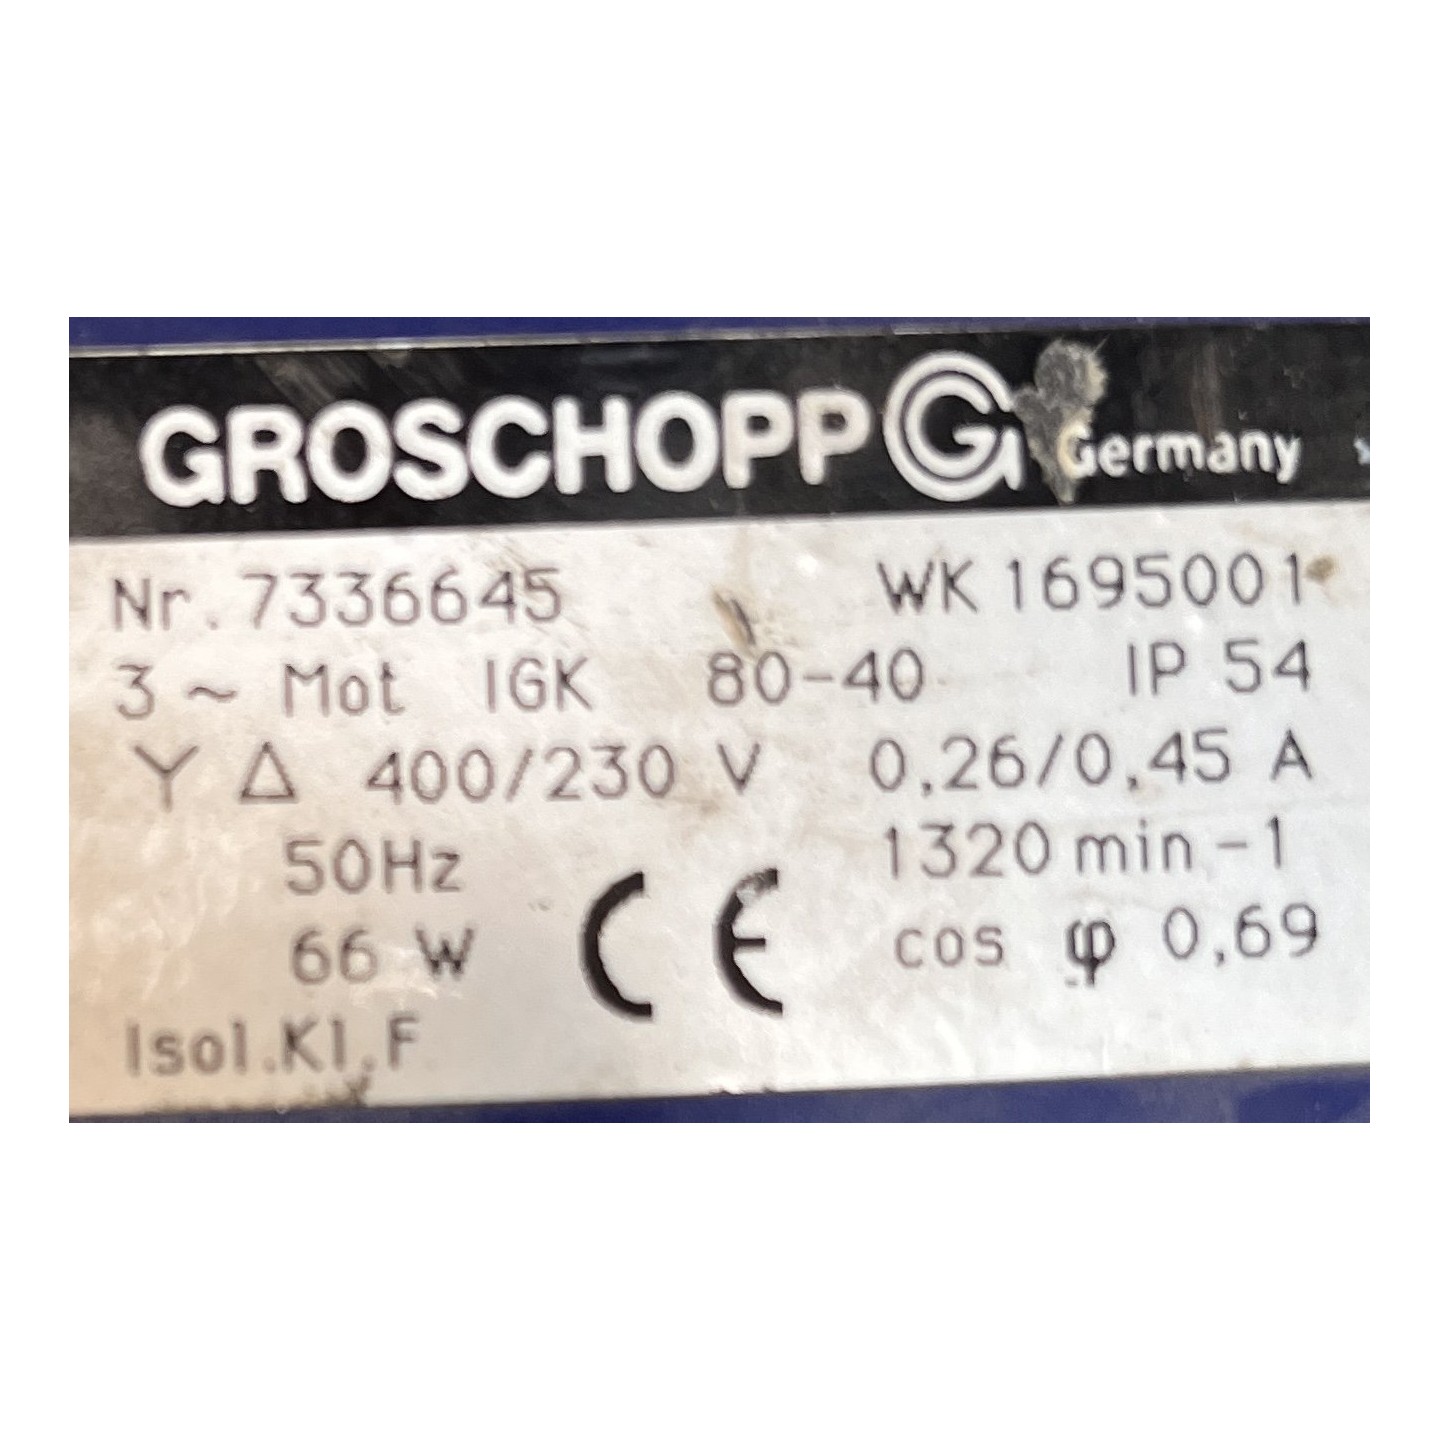 GROSCHOPP G Germany
Nr. 7336645 WK 1695001
3 ~ Mot IGK 80-40 IP 54
Y Δ 400/230 V 0,26/0,45 A
50Hz 1320 min-1
66 W CE cos φ 0,69
Isol.Kl.F